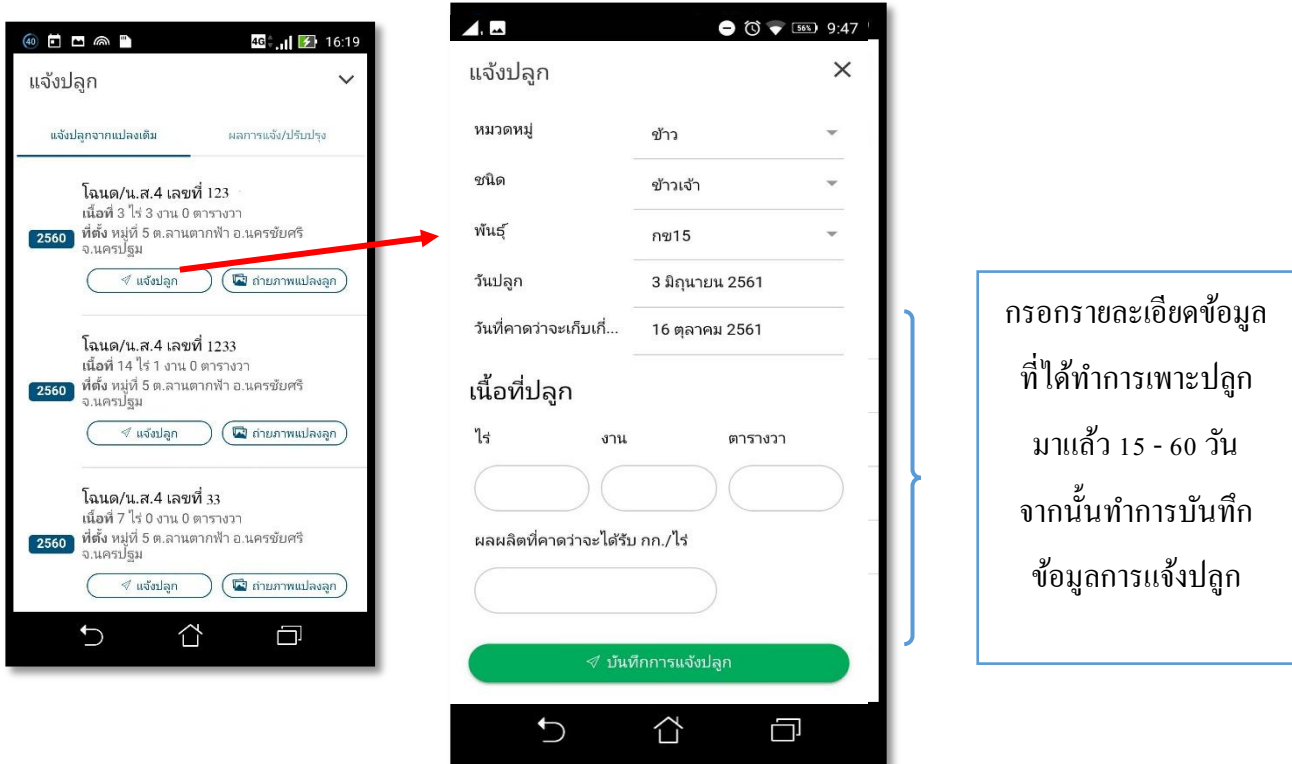 40
4G
16:19
แจ้งปลูก
แจ้งปลูกจากแปลงเดิม
ผลการแจ้ง/ปรับปรุง
2560
โฉนด/น.ส.4 เลขที่ 123
เนื้อที่ 3 ไร่ 3 งาน 0 ตารางวา
ที่ตั้ง หมู่ที่ 5 ต.ลานตากฟ้า อ.นครชัยศรี
จ.นครปฐม
แจ้งปลูก
ถ่ายภาพแปลงลูก
2560
โฉนด/น.ส.4 เลขที่ 1233
เนื้อที่ 14 ไร่ 1 งาน 0 ตารางวา
ที่ตั้ง หมู่ที่ 5 ต.ลานตากฟ้า อ.นครชัยศรี
จ.นครปฐม
แจ้งปลูก
ถ่ายภาพแปลงลูก
2560
โฉนด/น.ส.4 เลขที่ 33
เนื้อที่ 7 ไร่ 0 งาน 0 ตารางวา
ที่ตั้ง หมู่ที่ 5 ต.ลานตากฟ้า อ.นครชัยศรี
จ.นครปฐม
แจ้งปลูก
ถ่ายภาพแปลงลูก
56% 9:47
แจ้งปลูก
หมวดหมู่ ข้าว
ชนิด ข้าวเจ้า
พันธุ์ กข15
วันปลูก 3 มิถุนายน 2561
วันที่คาดว่าจะเก็บเกี่... 16 ตุลาคม 2561
เนื้อที่ปลูก
ไร่ งาน ตารางวา
ผลผลิตที่คาดว่าจะได้รับ กก./ไร่
บันทึกการแจ้งปลูก
กรอกรายละเอียดข้อมูล
ที่ได้ทำการเพาะปลูก
มาแล้ว 15 - 60 วัน
จากนั้นทำการบันทึก
ข้อมูลการแจ้งปลูก